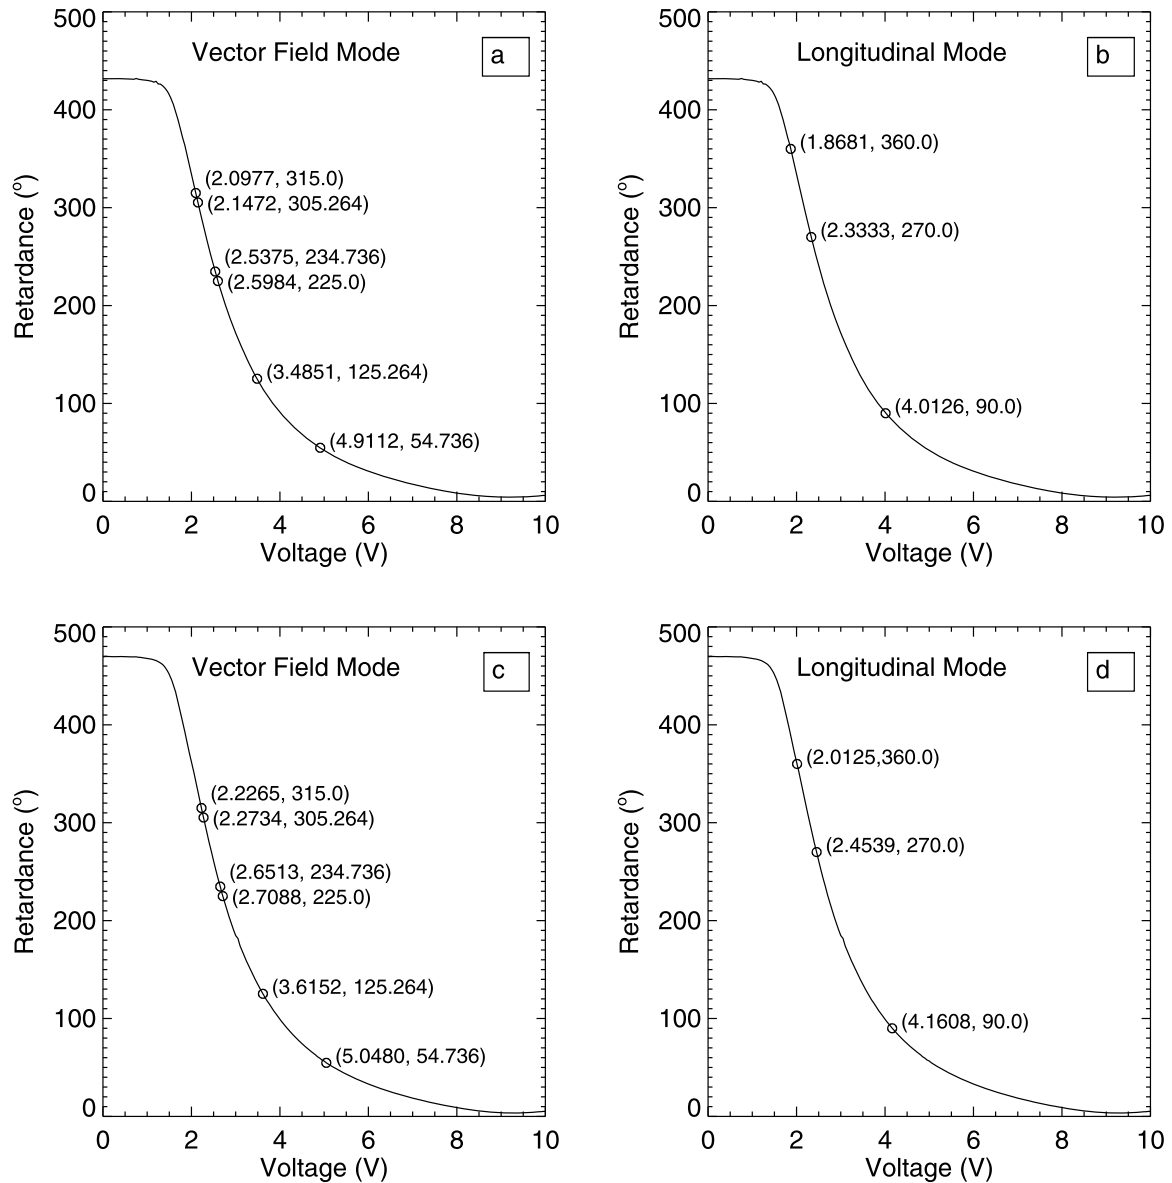 Vector Field Mode
a
500
400
300
200
100
0
Retardance (°)
(2.0977, 315.0)
(2.1472, 305.264)
(2.5375, 234.736)
(2.5984, 225.0)
(3.4851, 125.264)
(4.9112, 54.736)
0 2 4 6 8 10
Voltage (V)
Longitudinal Mode
b
500
400
300
200
100
0
Retardance (°)
(1.8681, 360.0)
(2.3333, 270.0)
(4.0126, 90.0)
0 2 4 6 8 10
Voltage (V)
Vector Field Mode
c
500
400
300
200
100
0
Retardance (°)
(2.2265, 315.0)
(2.2734, 305.264)
(2.6513, 234.736)
(2.7088, 225.0)
(3.6152, 125.264)
(5.0480, 54.736)
0 2 4 6 8 10
Voltage (V)
Longitudinal Mode
d
500
400
300
200
100
0
Retardance (°)
(2.0125,360.0)
(2.4539, 270.0)
(4.1608, 90.0)
0 2 4 6 8 10
Voltage (V)